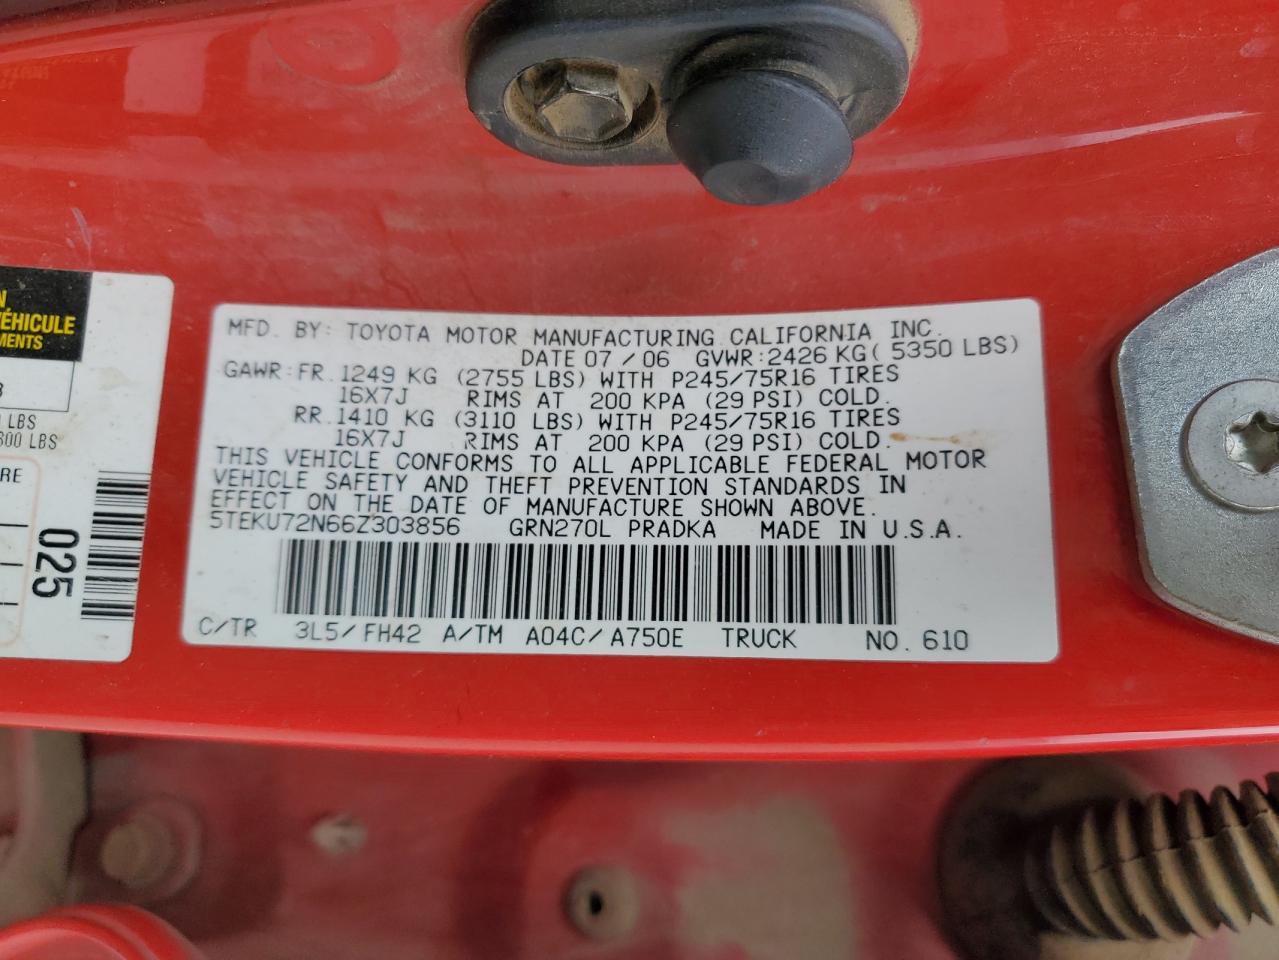 N
VÉHICULE
MENTS
LBS
LBS
RE
025
MFD. BY: TOYOTA MOTOR MANUFACTURING CALIFORNIA INC.
DATE 07 / 06 GVWR: 2426 KG ( 5350 LBS)
GAWR: FR. 1249 KG (2755 LBS) WITH P245/75R16 TIRES
16X7J RIMS AT 200 KPA (29 PSI) COLD.
RR. 1410 KG (3110 LBS) WITH P245/75R16 TIRES
16X7J RIMS AT 200 KPA (29 PSI) COLD.
THIS VEHICLE CONFORMS TO ALL APPLICABLE FEDERAL MOTOR
VEHICLE SAFETY AND THEFT PREVENTION STANDARDS IN
EFFECT ON THE DATE OF MANUFACTURE SHOWN ABOVE.
5TEKU72N66Z303856 GRN270L PRADKA MADE IN U.S.A.
C/TR 3L5/FH42 A/TM A04C/A750E TRUCK NO. 610